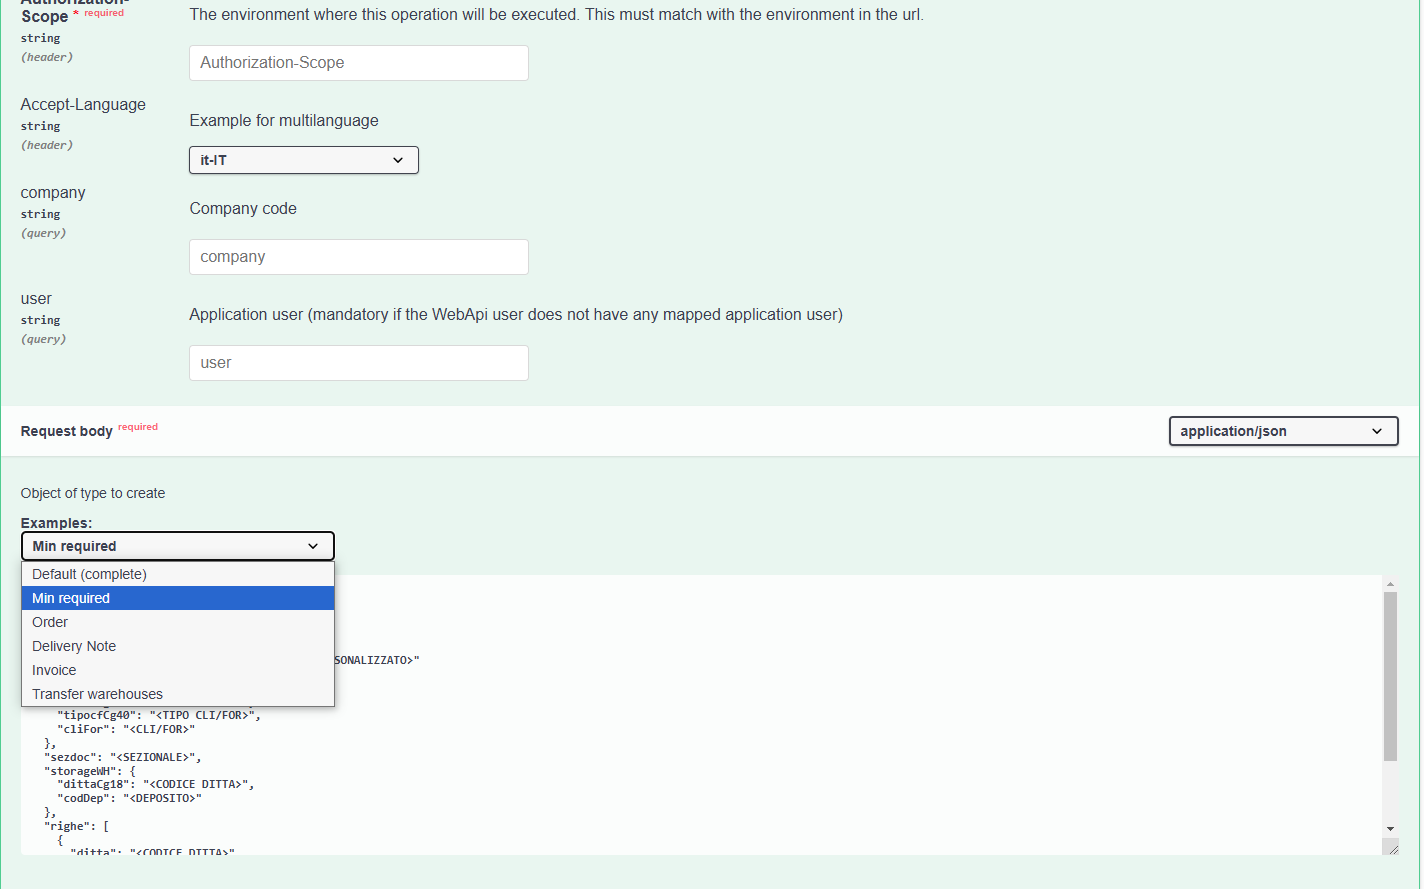 Authorization-
Scope * required
The environment where this operation will be executed. This must match with the environment in the url.
string
(header)
Authorization-Scope
Accept-Language
string
Example for multilanguage
(header)
it-IT
company
string
Company code
(query)
company
user
string
Application user (mandatory if the WebApi user does not have any mapped application user)
(query)
user
Request body required
application/json
Object of type to create
Examples:
Min required
Default (complete)
Min required
Order
Delivery Note
Invoice
Transfer warehouses
SONALIZZATO>"
"tipocfCg40": "<TIPO CLI/FOR>",
"cliFor": "<CLI/FOR>"
},
"sezdoc": "<SEZIONALE>",
"storageWH": {
"dittaCg18": "<CODICE DITTA>",
"codDep": "<DEPOSITO>"
},
"righe": [
{
"ditta": "<CODICE DITTA>"